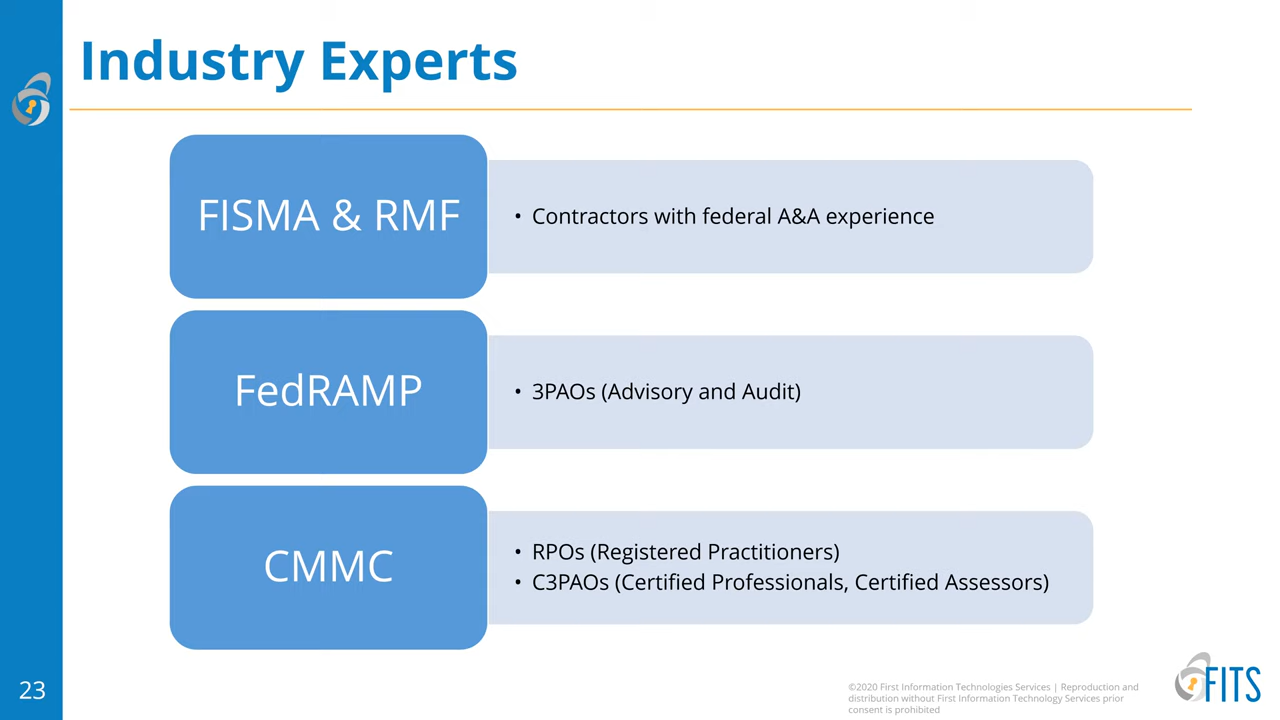 Industry Experts
FISMA & RMF
• Contractors with federal A&A experience
FedRAMP
• 3PAOs (Advisory and Audit)
CMMC
• RPOs (Registered Practitioners)
• C3PAOs (Certified Professionals, Certified Assessors)
23
©2020 First Information Technologies Services | Reproduction and
distribution without First Information Technology Services prior
consent is prohibited
FITS